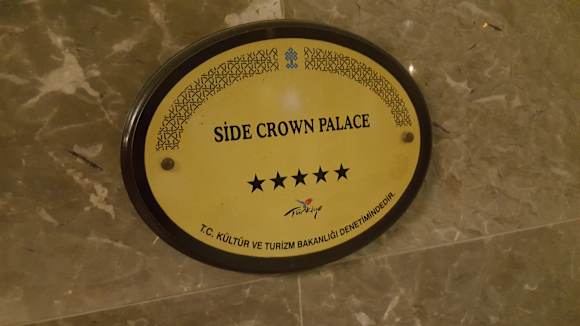 SİDE CROWN PALACE
★★★★★
Türkiye
T.C. KÜLTÜR VE TURİZM BAKANLIĞI DENETİMİNDEDİR.